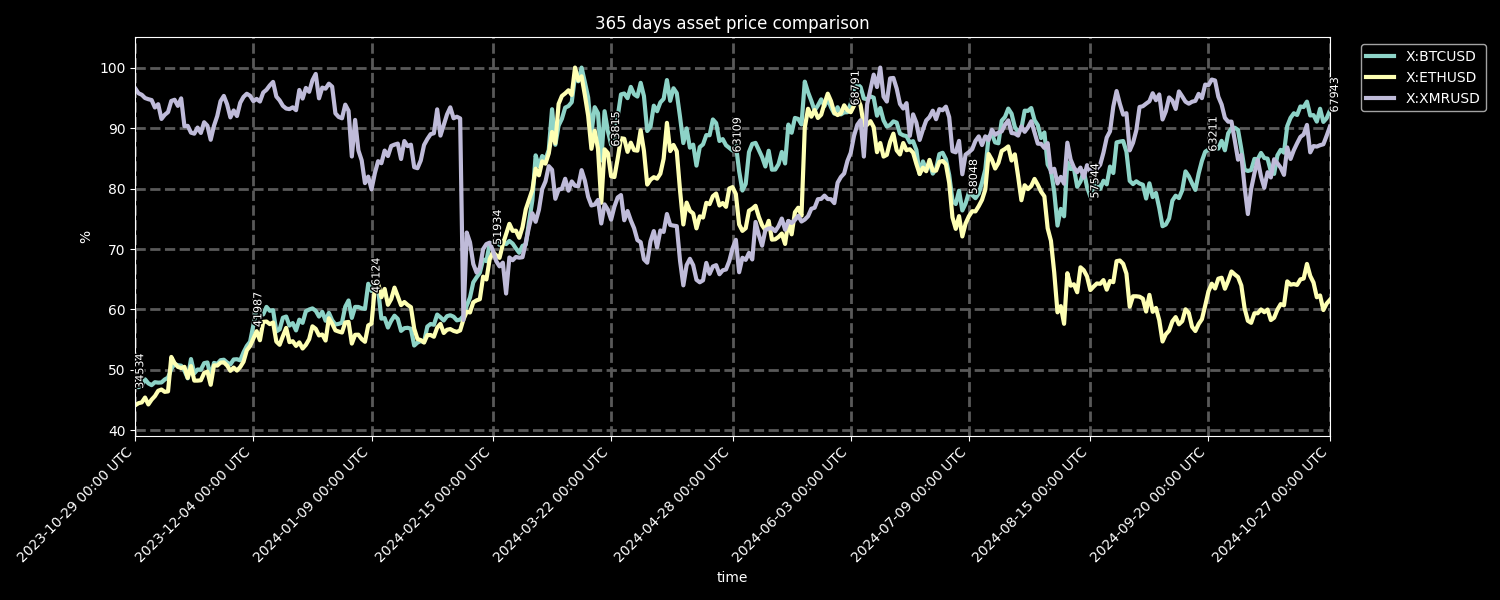 365 days asset price comparison
X:BTCUSD
X:ETHUSD
X:XMRUSD
100
90
80
70
60
50
40
%
34534
41987
46124
51934
63815
63109
68791
58048
57544
63211
67943
2023-10-29 00:00 UTC
2023-12-04 00:00 UTC
2024-01-09 00:00 UTC
2024-02-15 00:00 UTC
2024-03-22 00:00 UTC
2024-04-28 00:00 UTC
2024-06-03 00:00 UTC
2024-07-09 00:00 UTC
2024-08-15 00:00 UTC
2024-09-20 00:00 UTC
2024-10-27 00:00 UTC
time